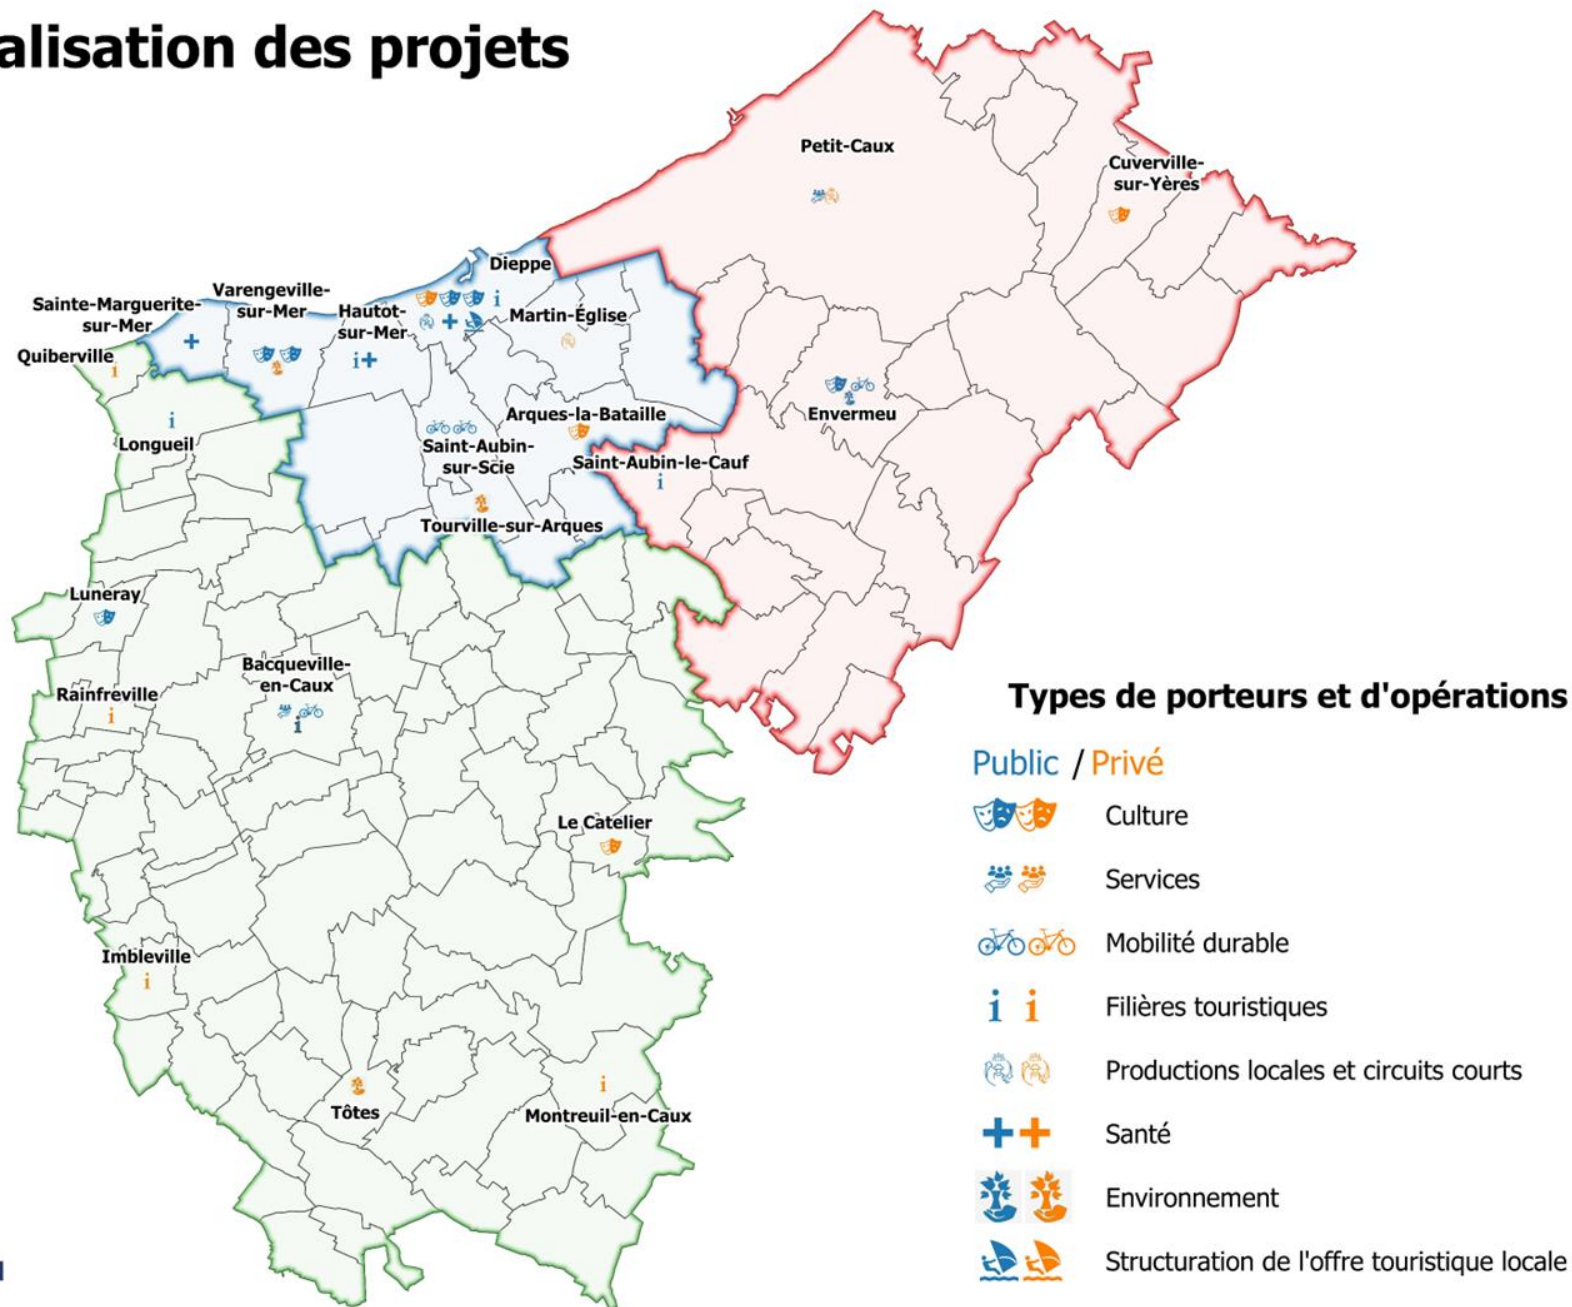 alisation des projets
Petit-Caux
Cuverville-
sur-Yères
Dieppe
Varengeville-
sur-Mer
Sainte-Marguerite-
sur-Mer
Hautot-
sur-Mer
Martin-Église
Quiberville
Arques-la-Bataille
Envermeu
Longueil
Saint-Aubin-
sur-Scie
Saint-Aubin-le-Cauf
Tourville-sur-Arques
Luneray
Bacqueville-
en-Caux
Rainfreville
Le Catelier
Imbleville
Tôtes
Montreuil-en-Caux
Types de porteurs et d'opérations
Public / Privé
Culture
Services
Mobilité durable
Filières touristiques
Productions locales et circuits courts
Santé
Environnement
Structuration de l'offre touristique locale